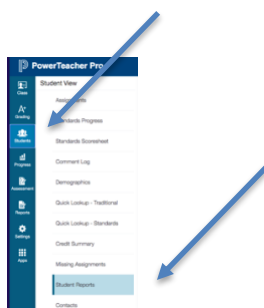 PowerTeacher Pro
Class
Student View
Assignments
A+
Grading
Standards Progress
Students
Standards Scoresheet
Comment Log
Progress
Demographics
Assessment
Quick Lookup - Traditional
Reports
Quick Lookup - Standards
Settings
Credit Summary
Apps
Missing Assignments
Student Reports
Contacts